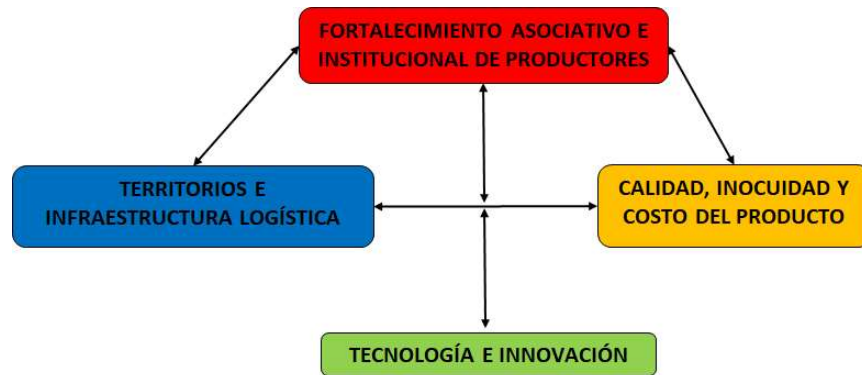 FORTALECIMIENTO ASOCIATIVO E
INSTITUCIONAL DE PRODUCTORES
TERRITORIOS E
INFRAESTRUCTURA LOGÍSTICA
CALIDAD, INOCUIDAD Y
COSTO DEL PRODUCTO
TECNOLOGÍA E INNOVACIÓN